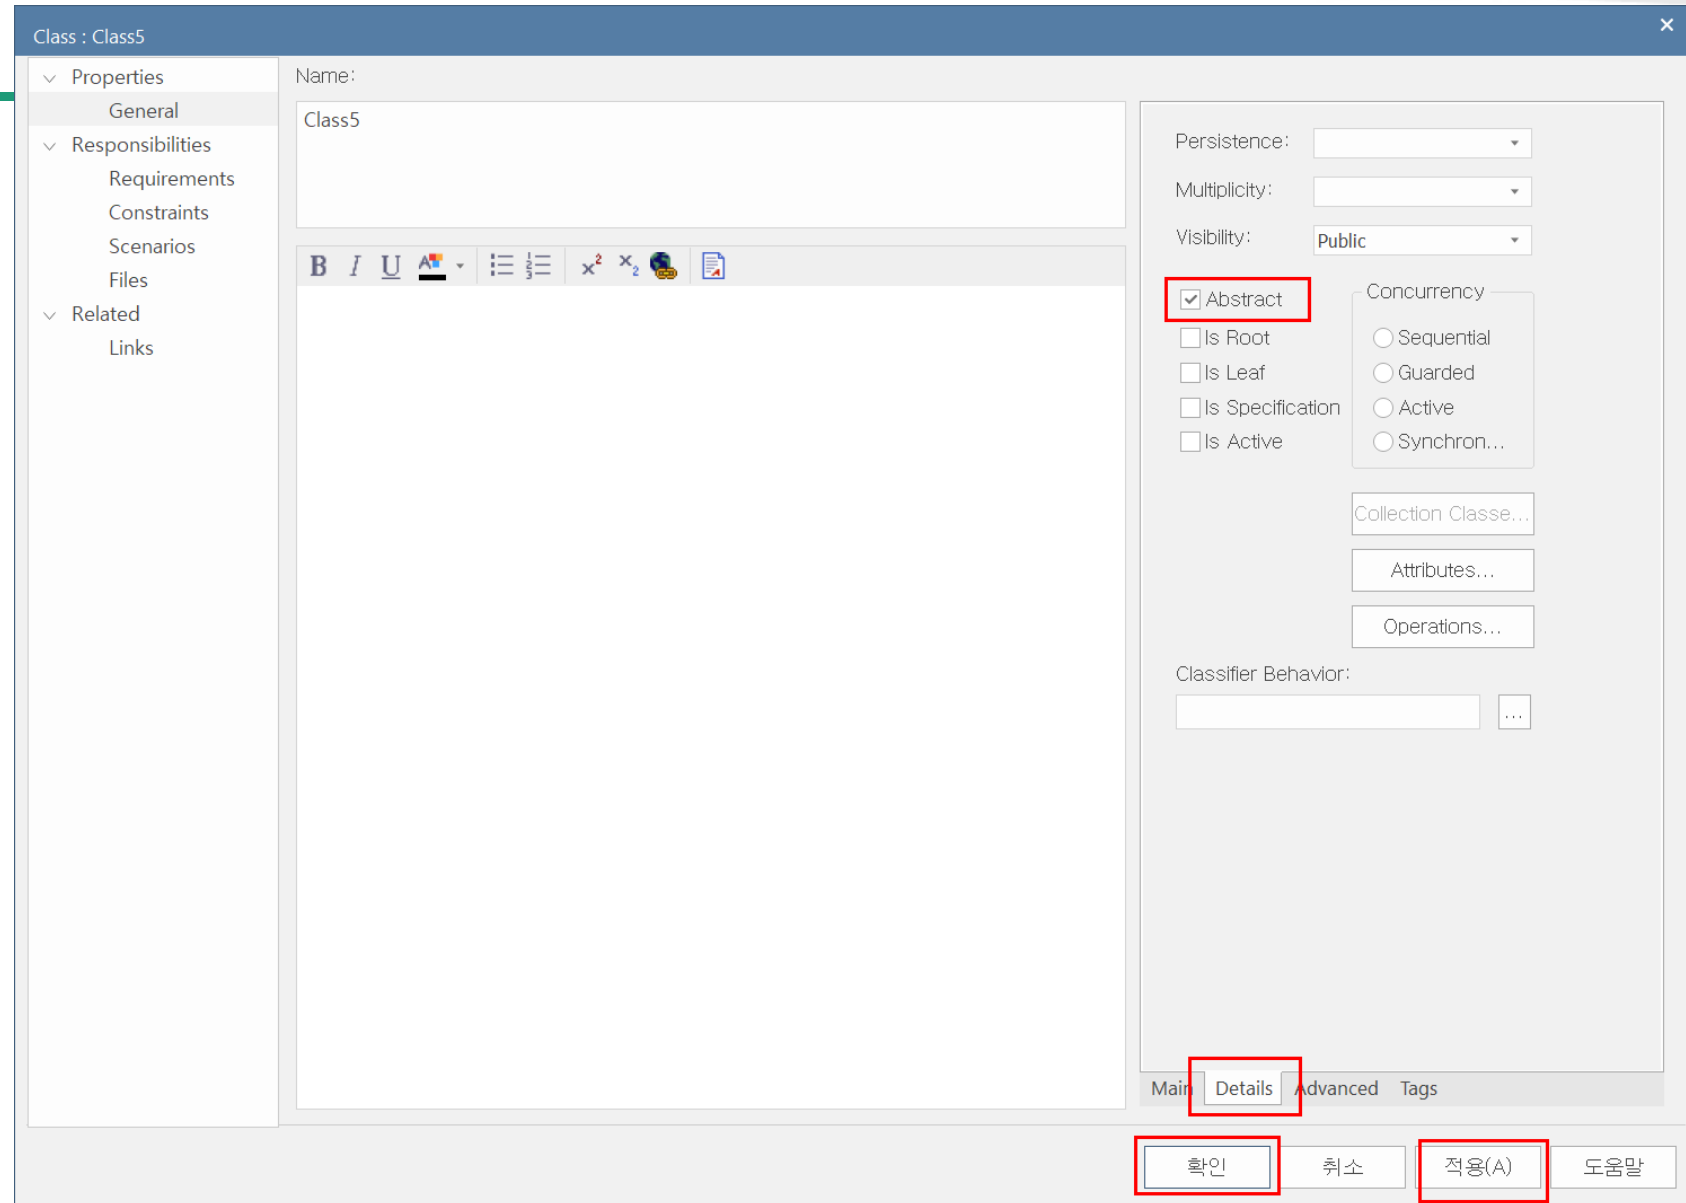 Class : Class5
Properties
General
Responsibilities
Requirements
Constraints
Scenarios
Files
Related
Links
Name:
Class5
B I U A x² x₂
Persistence:
Multiplicity:
Visibility: Public
Abstract
Is Root
Is Leaf
Is Specification
Is Active
Concurrency
Sequential
Guarded
Active
Synchron...
Collection Classe...
Attributes...
Operations...
Classifier Behavior:
...
Main Details Advanced Tags
확인 취소 적용(A) 도움말